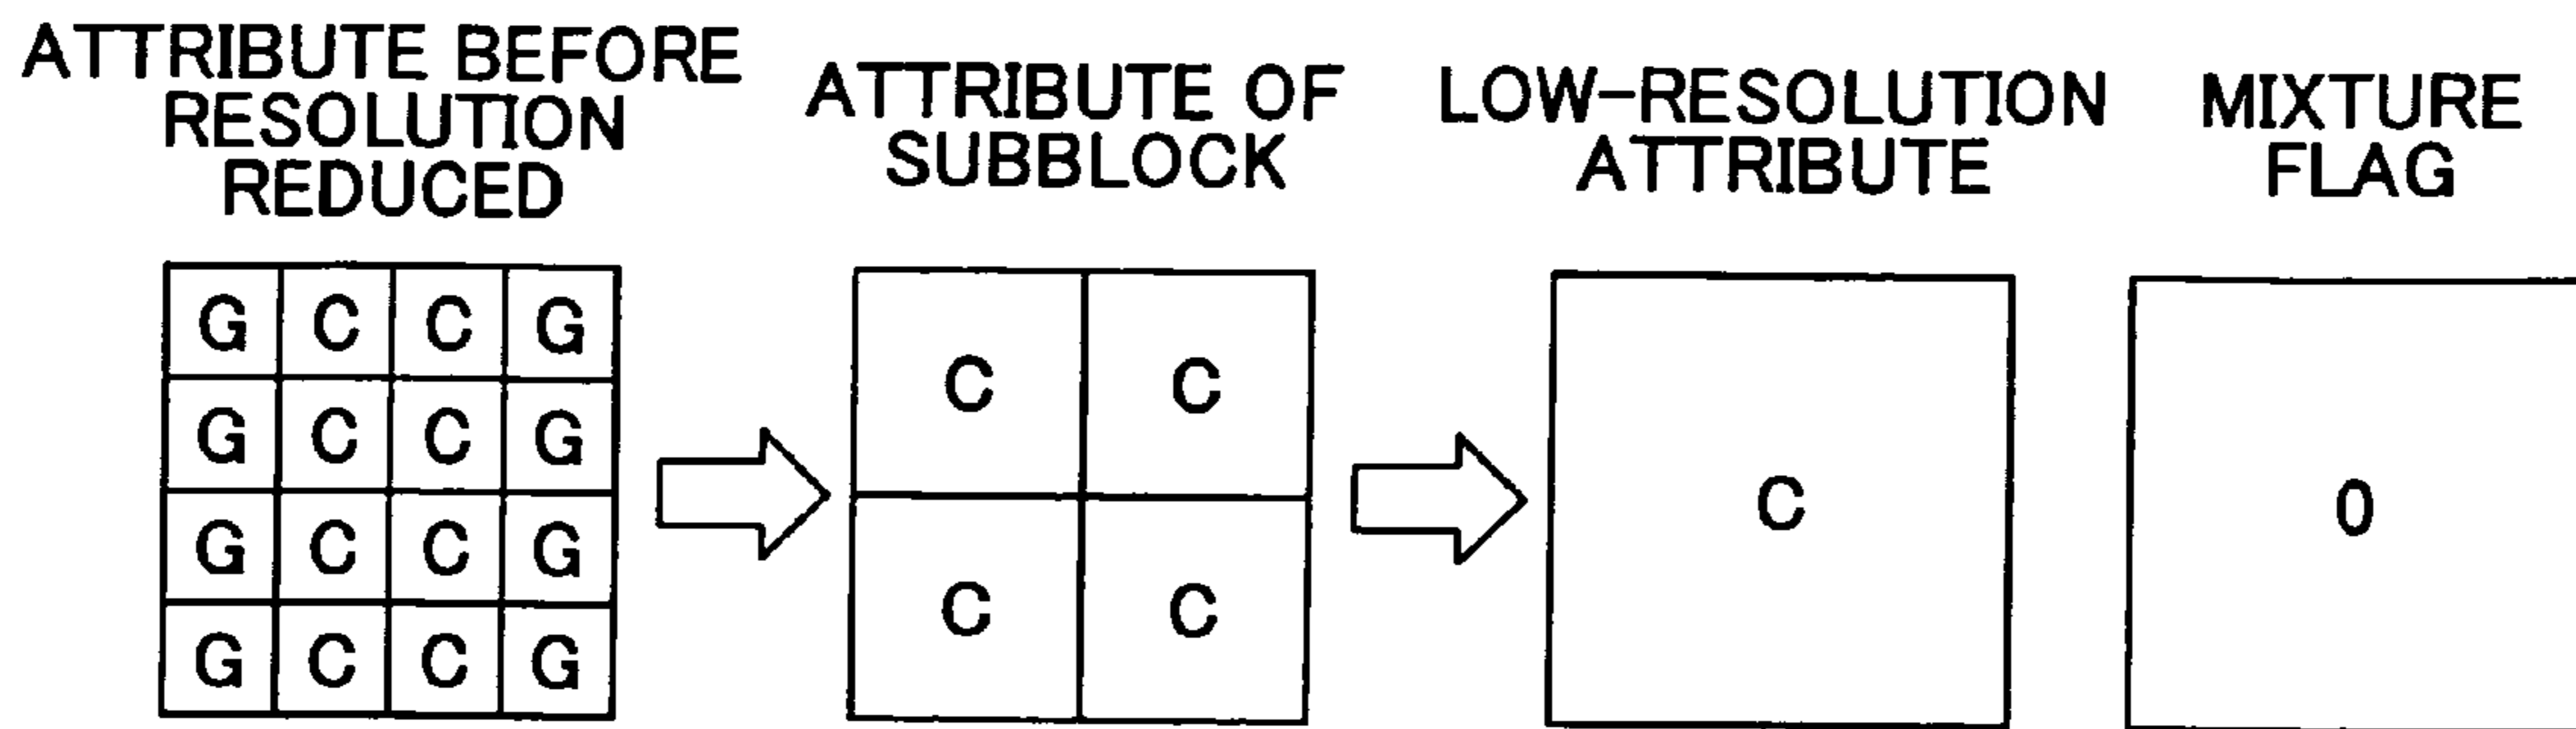 ATTRIBUTE BEFORE
RESOLUTION
REDUCED
ATTRIBUTE OF
SUBBLOCK
LOW-RESOLUTION
ATTRIBUTE
MIXTURE
FLAG
G C C G
G C C G
G C C G
G C C G
C C
C C
C
0